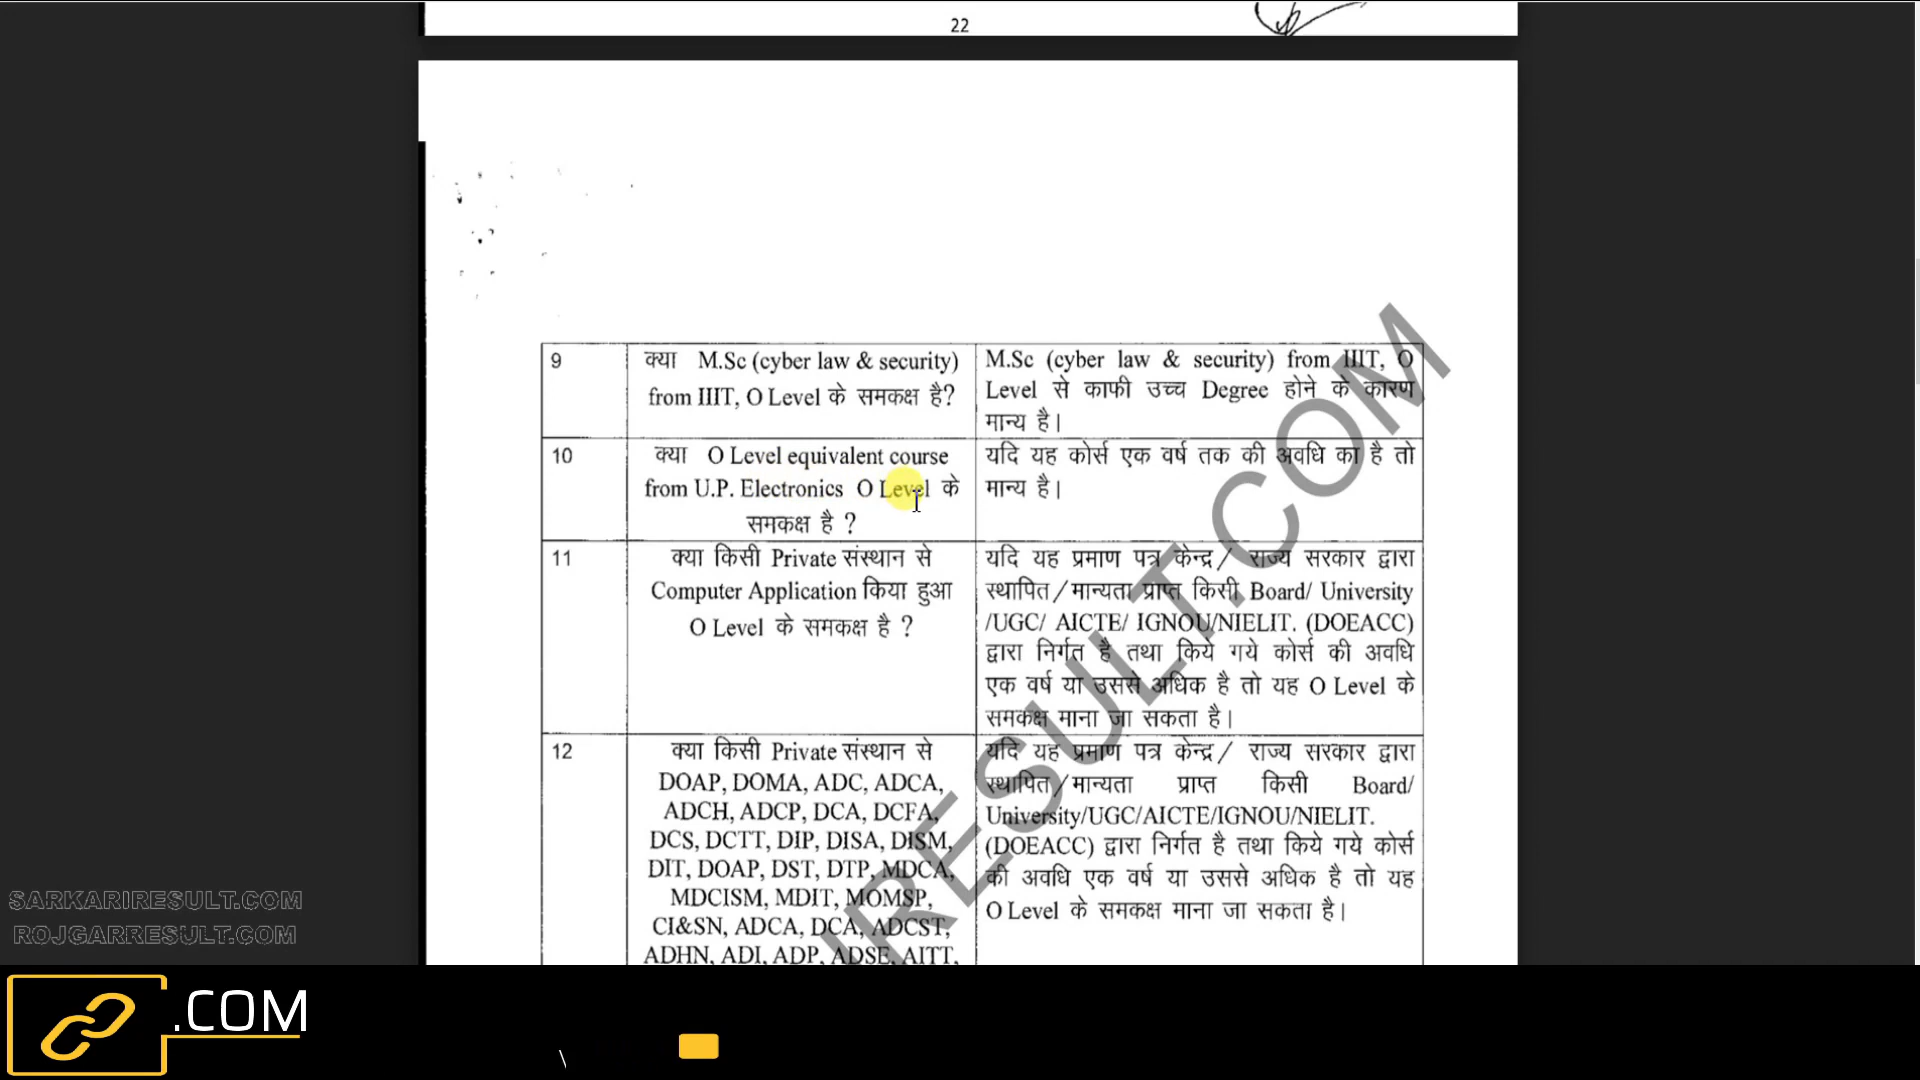 22
9
क्या M.Sc (cyber law & security)
from IIIT, O Level के समकक्ष है?
M.Sc (cyber law & security) from IIIT, O
Level से काफी उच्च Degree होने के कारण
मान्य है।
10
क्या O Level equivalent course
from U.P. Electronics O Level के
समकक्ष है ?
यदि यह कोर्स एक वर्ष तक की अवधि का है तो
मान्य है।
11
क्या किसी Private संस्थान से
Computer Application किया हुआ
O Level के समकक्ष है ?
यदि यह प्रमाण पत्र केन्द्र/ राज्य सरकार द्वारा
स्थापित/मान्यता प्राप्त किसी Board/ University
/UGC/ AICTE/ IGNOU/NIELIT. (DOEACC)
द्वारा निर्गत है तथा किये गये कोर्स की अवधि
एक वर्ष या उससे अधिक है तो यह O Level के
समकक्ष माना जा सकता है।
12
क्या किसी Private संस्थान से
DOAP, DOMA, ADC, ADCA,
ADCH, ADCP, DCA, DCFA,
DCS, DCTT, DIP, DISA, DISM,
DIT, DOAP, DST, DTP, MDCA,
MDCISM, MDIT, MOMSP,
CI&SN, ADCA, DCA, ADCST,
ADHN, ADI, ADP, ADSE, AITT,
यदि यह प्रमाण पत्र केन्द्र/ राज्य सरकार द्वारा
स्थापित/मान्यता प्राप्त किसी Board/
University/UGC/AICTE/IGNOU/NIELIT.
(DOEACC) द्वारा निर्गत है तथा किये गये कोर्स
की अवधि एक वर्ष या उससे अधिक है तो यह
O Level के समकक्ष माना जा सकता है।
IRESULT.COM
SARKARIRESULT.COM
ROJGARRESULT.COM
.COM
\